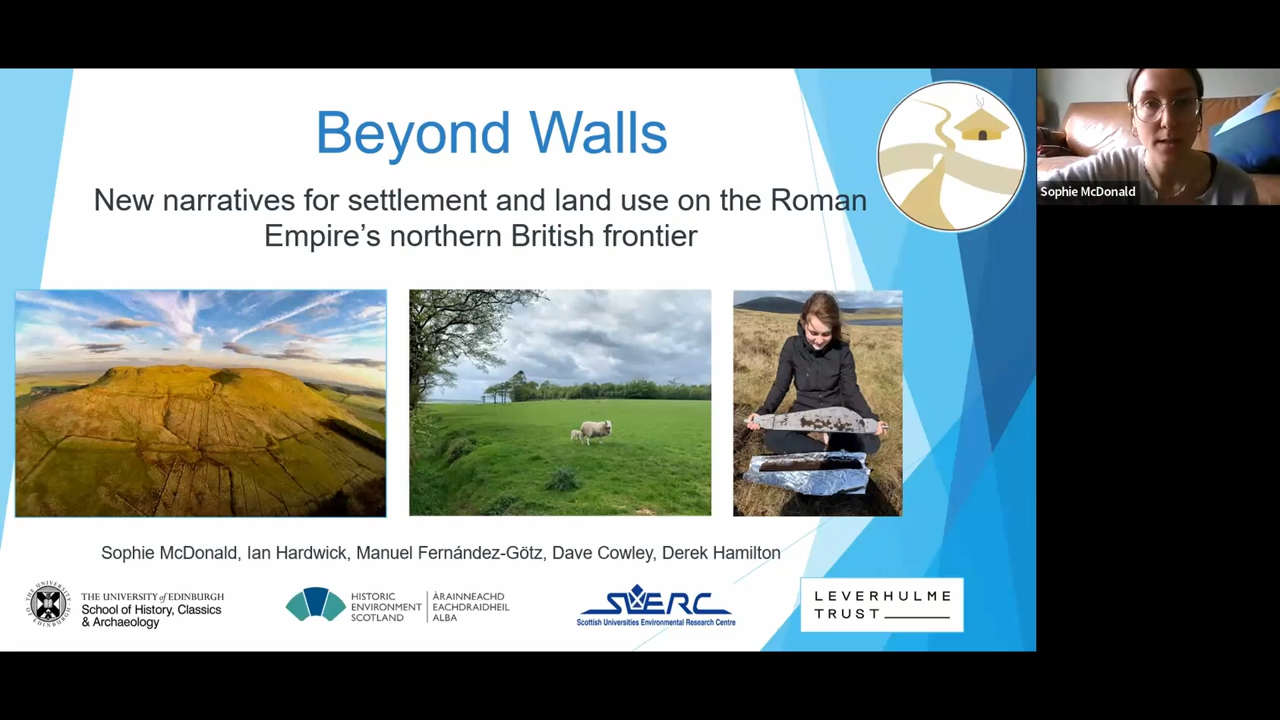 Beyond Walls
New narratives for settlement and land use on the Roman
Empire's northern British frontier
Sophie McDonald
Sophie McDonald, Ian Hardwick, Manuel Fernández-Götz, Dave Cowley, Derek Hamilton
THE UNIVERSITY of EDINBURGH
School of History, Classics
& Archaeology
HISTORIC
ENVIRONMENT
SCOTLAND
ÀRAINNEACHD
EACHDRAIDHEIL
ALBA
SUERC
Scottish Universities Environmental Research Centre
LEVERHULME
TRUST